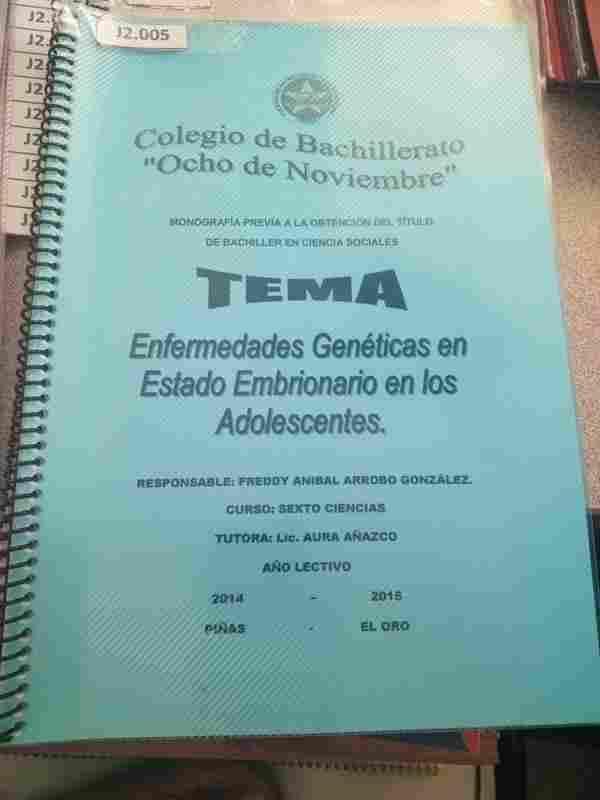 J2.005
Colegio de Bachillerato
"Ocho de Noviembre"
MONOGRAFÍA PREVÍA A LA OBTENCIÓN DEL TÍTULO
DE BACHILLER EN CIENCIA SOCIALES
TEMA
Enfermedades Genéticas en
Estado Embrionario en los
Adolescentes.
RESPONSABLE: FREDDY ANIBAL ARROBO GONZÁLEZ.
CURSO: SEXTO CIENCIAS
TUTORA: Lic. AURA AÑAZCO
AÑO LECTIVO
2014 - 2015
PIÑAS - EL ORO